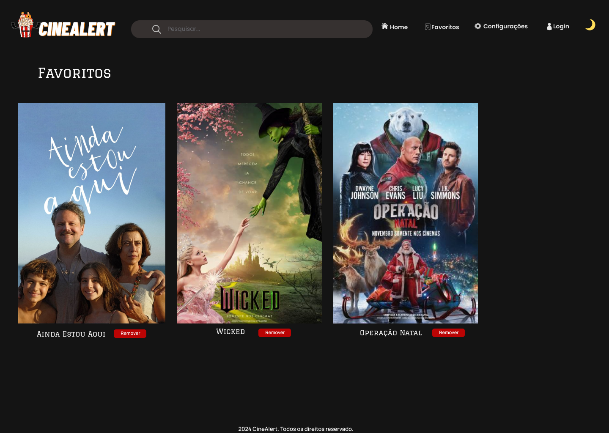 CINEALERT
Pesquisar...
Home
Favoritos
Configurações
Login
Favoritos
Ainda
estou
aqui
WICKED
DWAYNE JOHNSON
CHRIS EVANS
LUCY LIU
J.K. SIMMONS
OPERAÇÃO
NATAL
NOVEMBRO SOMENTE NOS CINEMAS
Ainda Estou Aqui
Remover
Wicked
Remover
Operação Natal
Remover
2024 CineAlert. Todos os direitos reservado.